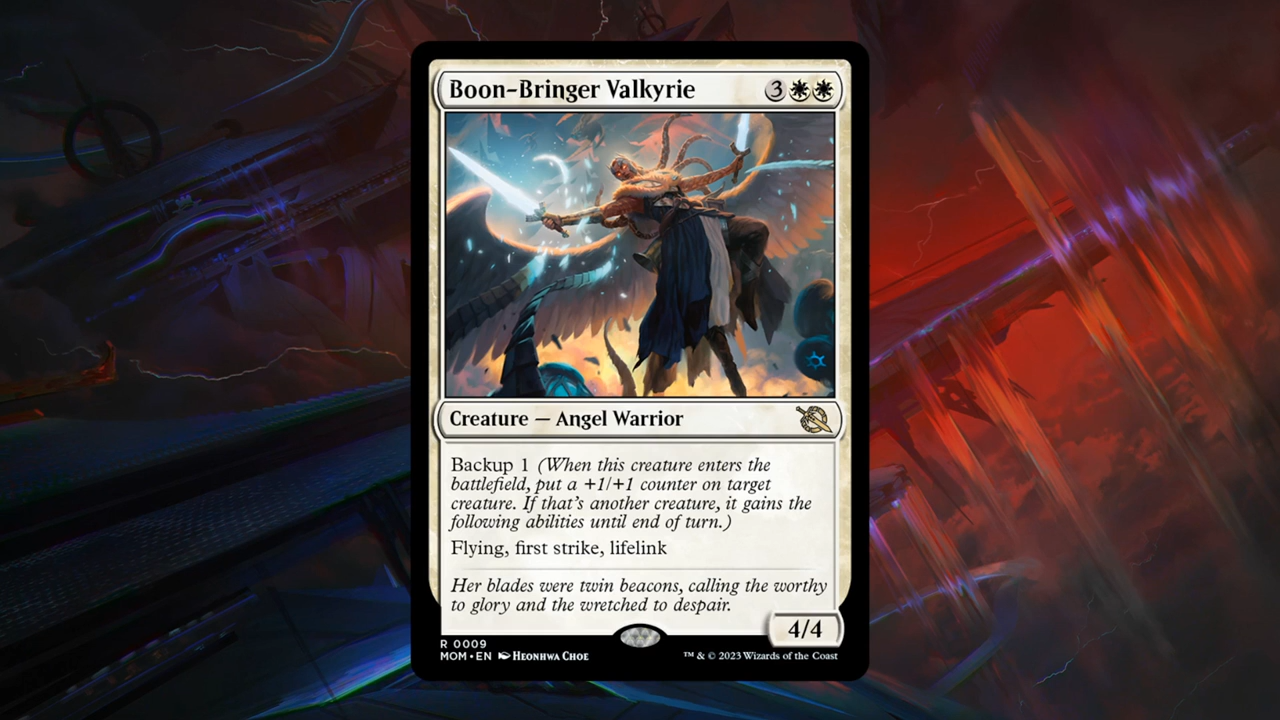 Boon-Bringer Valkyrie 3
Creature — Angel Warrior
Backup 1 (When this creature enters the
battlefield, put a +1/+1 counter on target
creature. If that's another creature, it gains the
following abilities until end of turn.)
Flying, first strike, lifelink
Her blades were twin beacons, calling the worthy
to glory and the wretched to despair.
4/4
R 0009
MOM • EN Heonhwa Choe
™ & © 2023 Wizards of the Coast